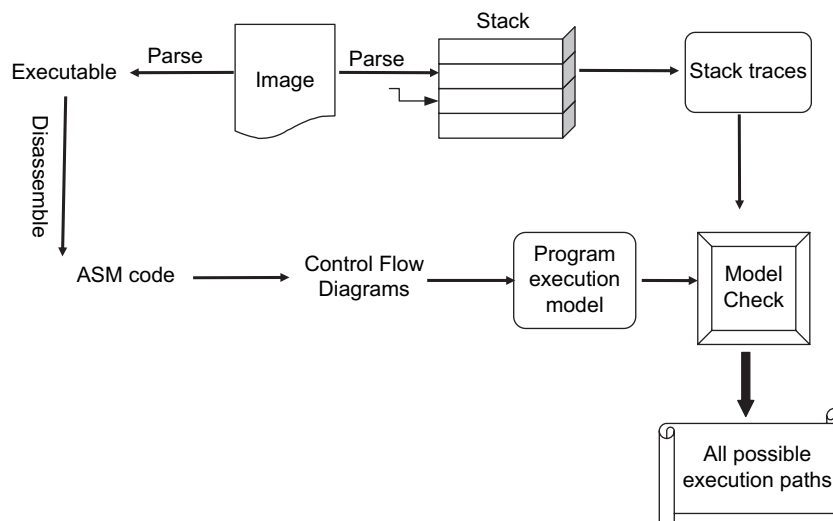 Stack
Parse
Parse
Executable
Image
Stack traces
Disassemble
ASM code
Control Flow
Diagrams
Program
execution
model
Model
Check
All possible
execution paths